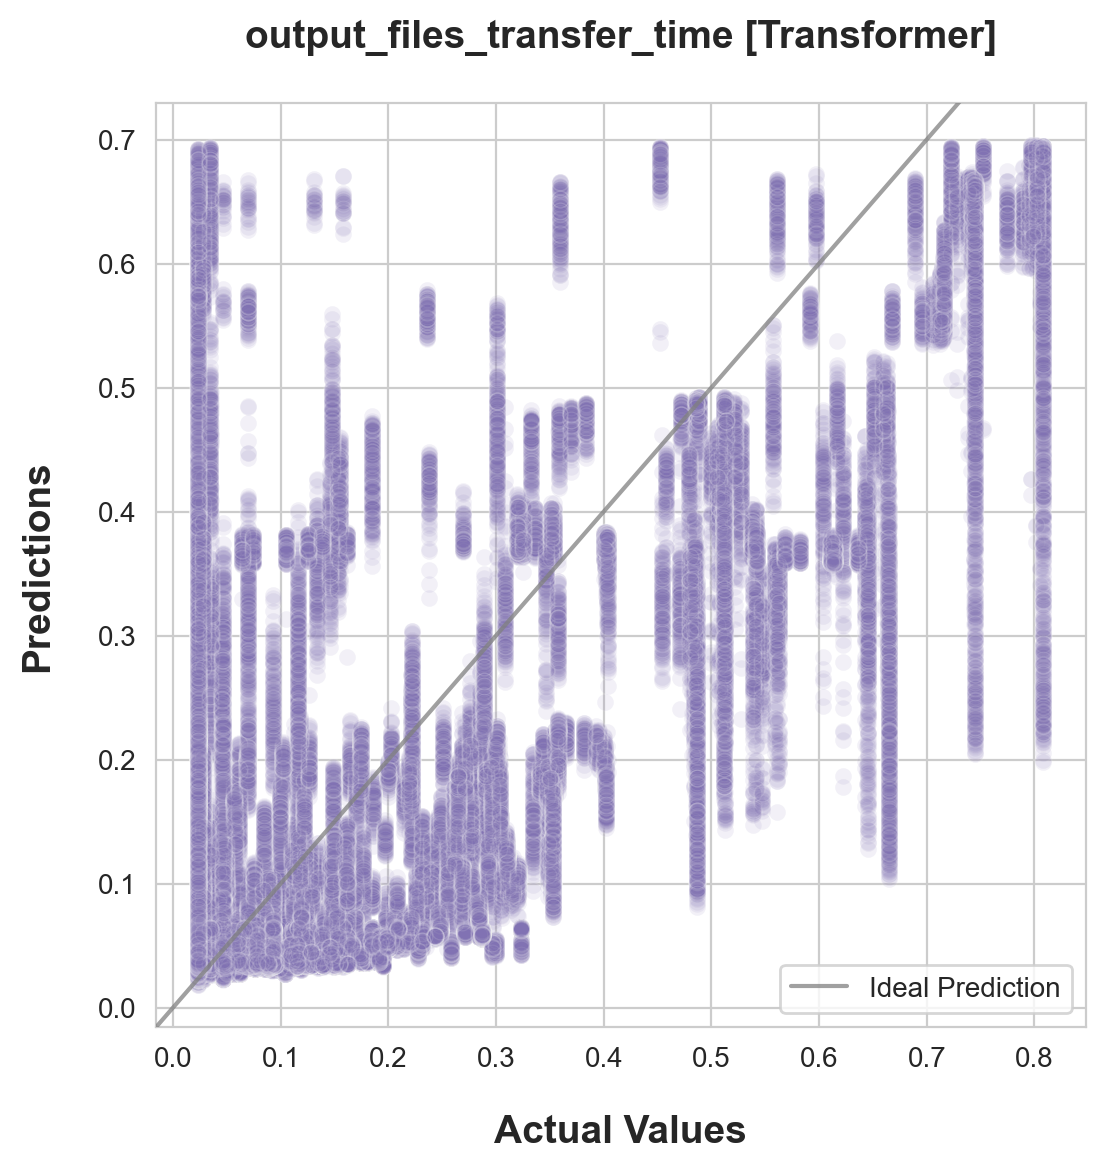 output_files_transfer_time [Transformer]
Predictions
0.7
0.6
0.5
0.4
0.3
0.2
0.1
0.0
Ideal Prediction
0.0 0.1 0.2 0.3 0.4 0.5 0.6 0.7 0.8
Actual Values